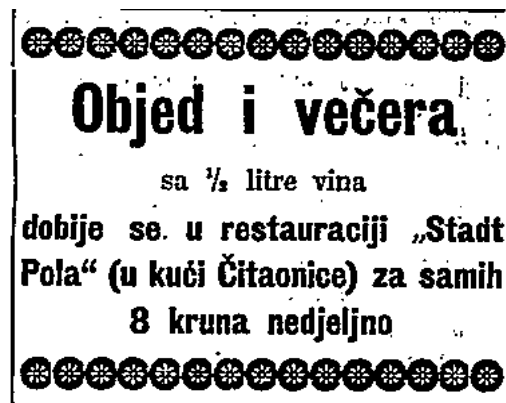 Objed i večera
sa ½ litre vina
dobije se u restauraciji „Stadt
Pola“ (u kući Čitaonice) za samih
8 kruna nedjeljno